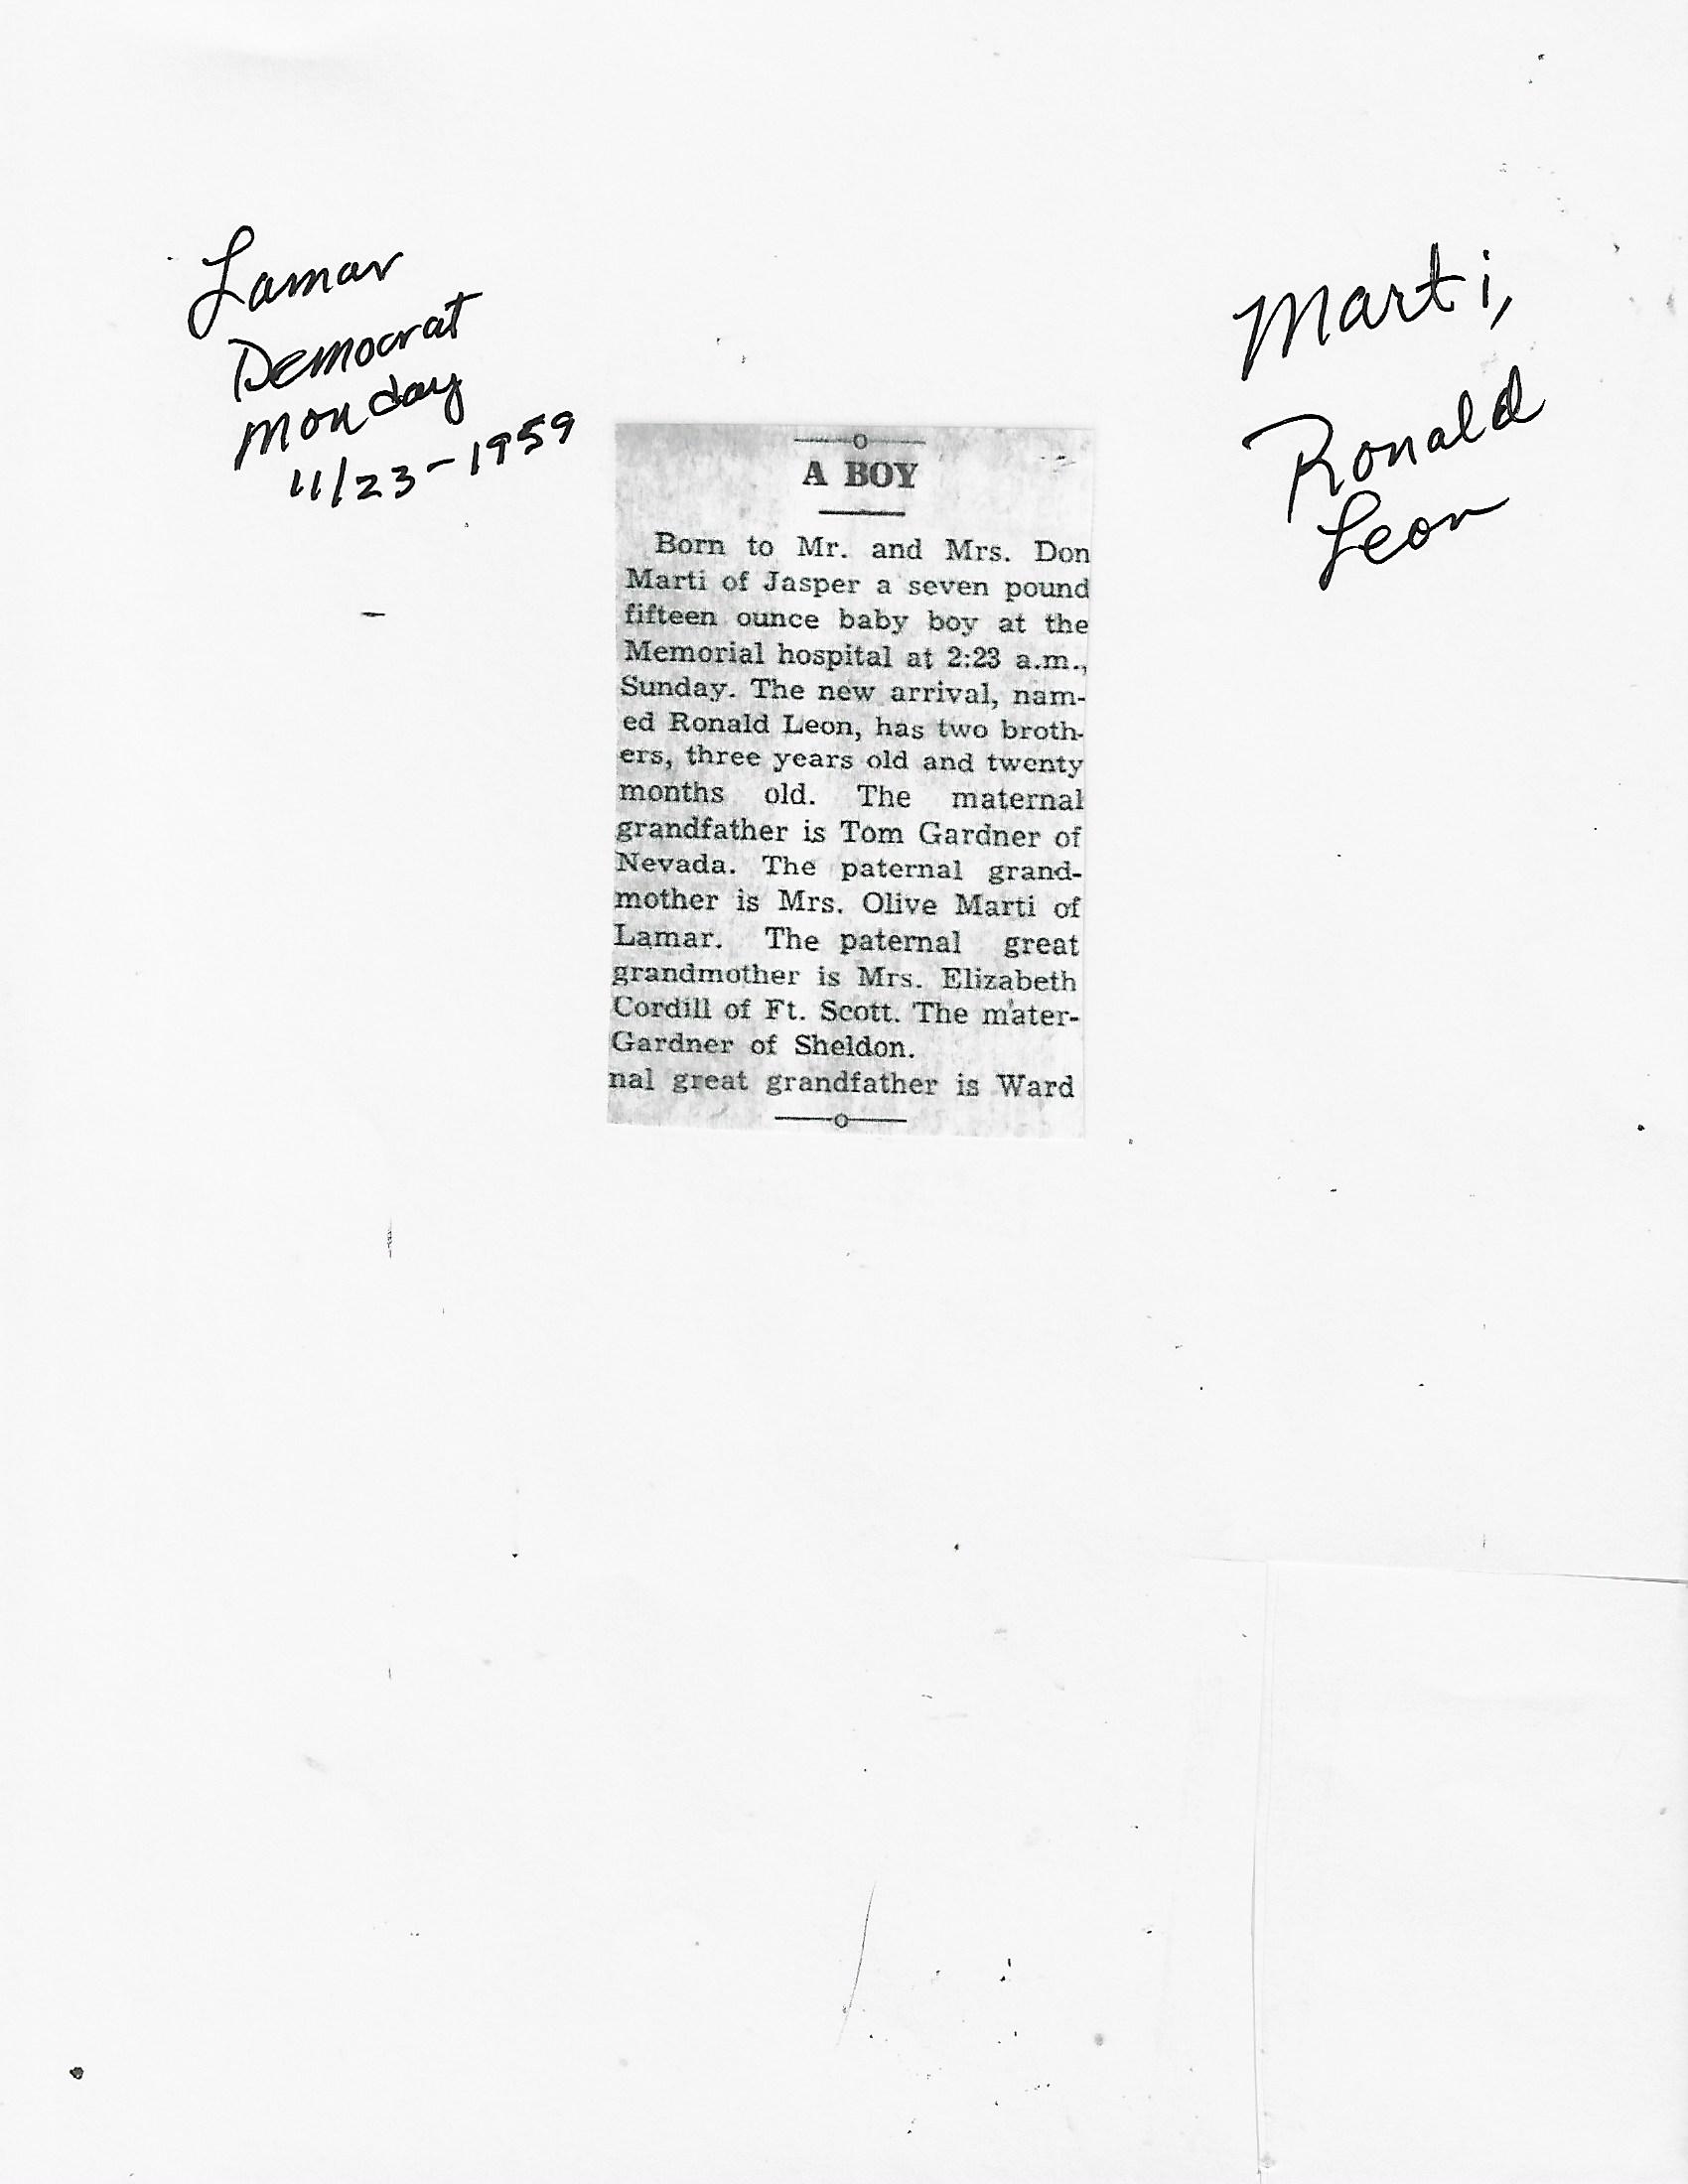 Lamar
Democrat
Monday
11/23-1959
Marti,
Ronald
Leon
A BOY
Born to Mr. and Mrs. Don
Marti of Jasper a seven pound
fifteen ounce baby boy at the
Memorial hospital at 2:23 a.m.,
Sunday. The new arrival, nam-
ed Ronald Leon, has two broth-
ers, three years old and twenty
months old. The maternal
grandfather is Tom Gardner of
Nevada. The paternal grand-
mother is Mrs. Olive Marti of
Lamar. The paternal great
grandmother is Mrs. Elizabeth
Cordill of Ft. Scott. The mater-
Gardner of Sheldon.
nal great grandfather is Ward